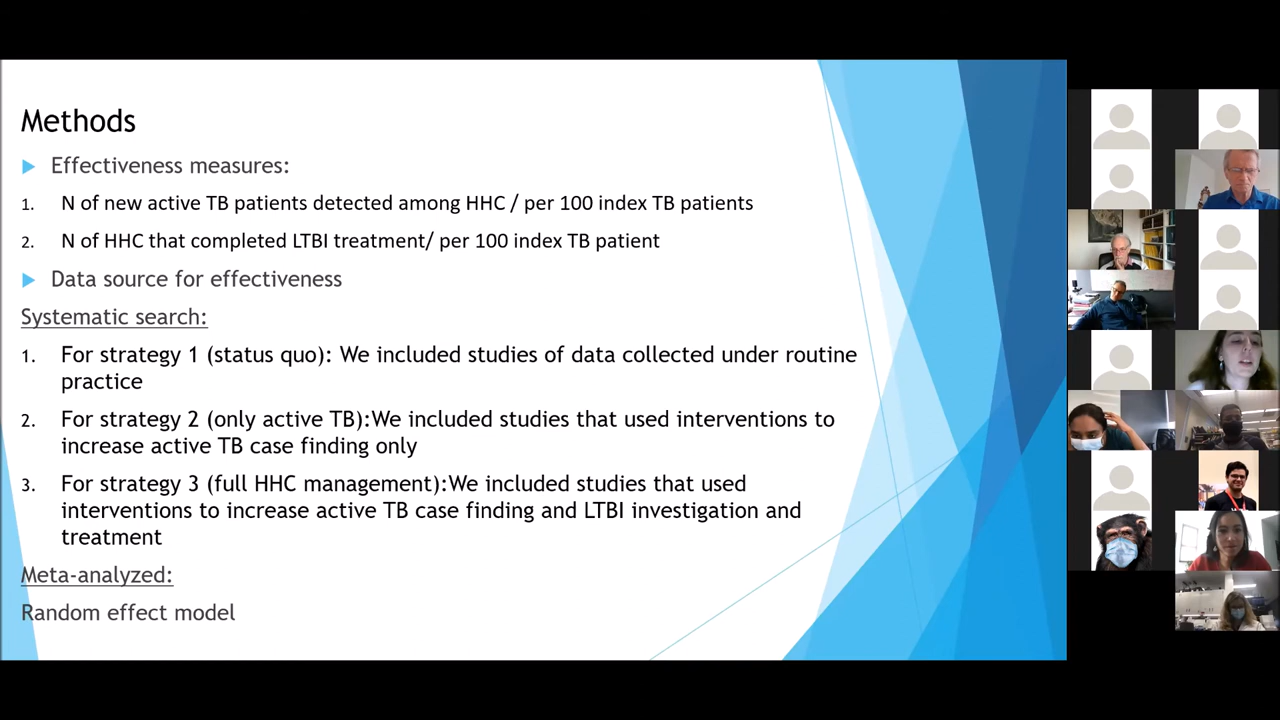 Methods
Effectiveness measures:
1. N of new active TB patients detected among HHC / per 100 index TB patients
2. N of HHC that completed LTBI treatment/ per 100 index TB patient
Data source for effectiveness
Systematic search:
1. For strategy 1 (status quo): We included studies of data collected under routine
practice
2. For strategy 2 (only active TB):We included studies that used interventions to
increase active TB case finding only
3. For strategy 3 (full HHC management):We included studies that used
interventions to increase active TB case finding and LTBI investigation and
treatment
Meta-analyzed:
Random effect model